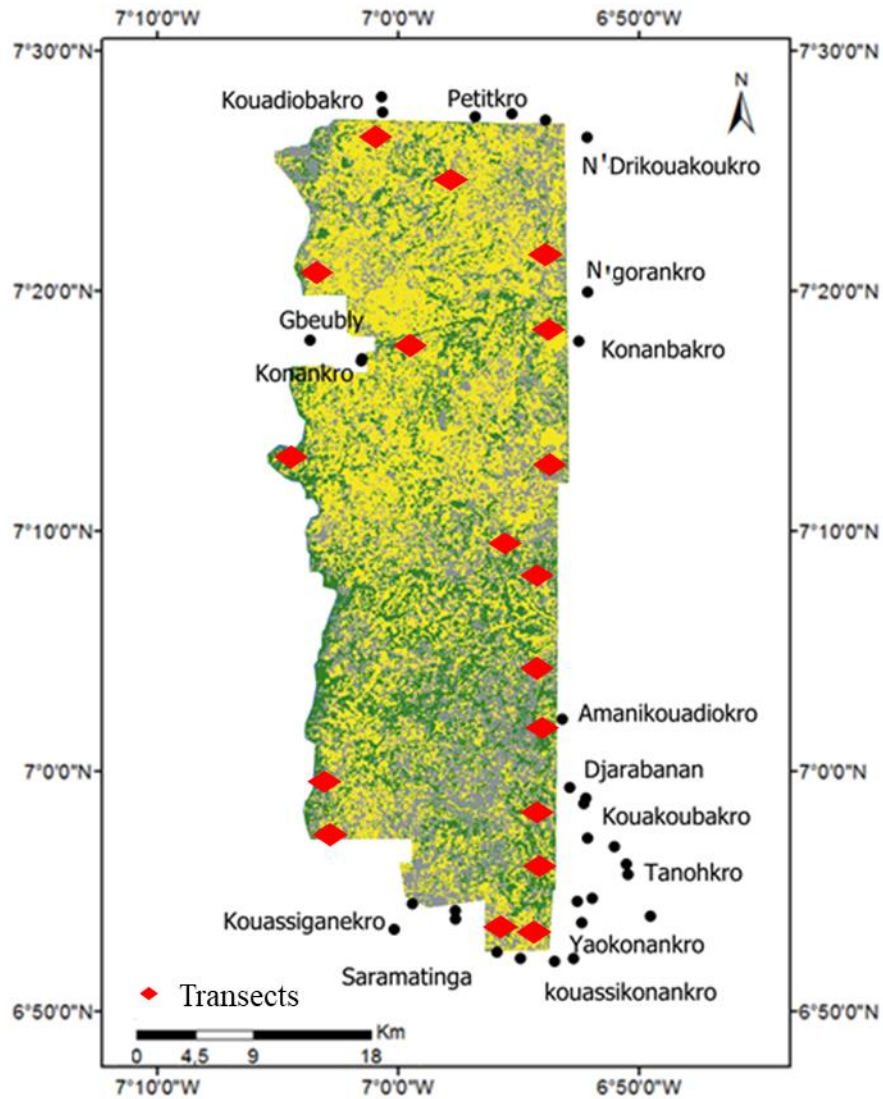 7°10'0"W 7°0'0"W 6°50'0"W
7°30'0"N 7°30'0"N
N
Kouadiobakro Petitkro
N'Drikouakoukro
N'gorankro
7°20'0"N 7°20'0"N
Gbeubly
Konanbakro
Konankro
7°10'0"N 7°10'0"N
Amanikouadiokro
7°0'0"N Djarabanan 7°0'0"N
Kouakoubakro
Tanohkro
Kouassiganekro
Yaokonankro
Saramatinga
kouassikonankro
Transects
6°50'0"N 6°50'0"N
Km
0 4,5 9 18
7°10'0"W 7°0'0"W 6°50'0"W